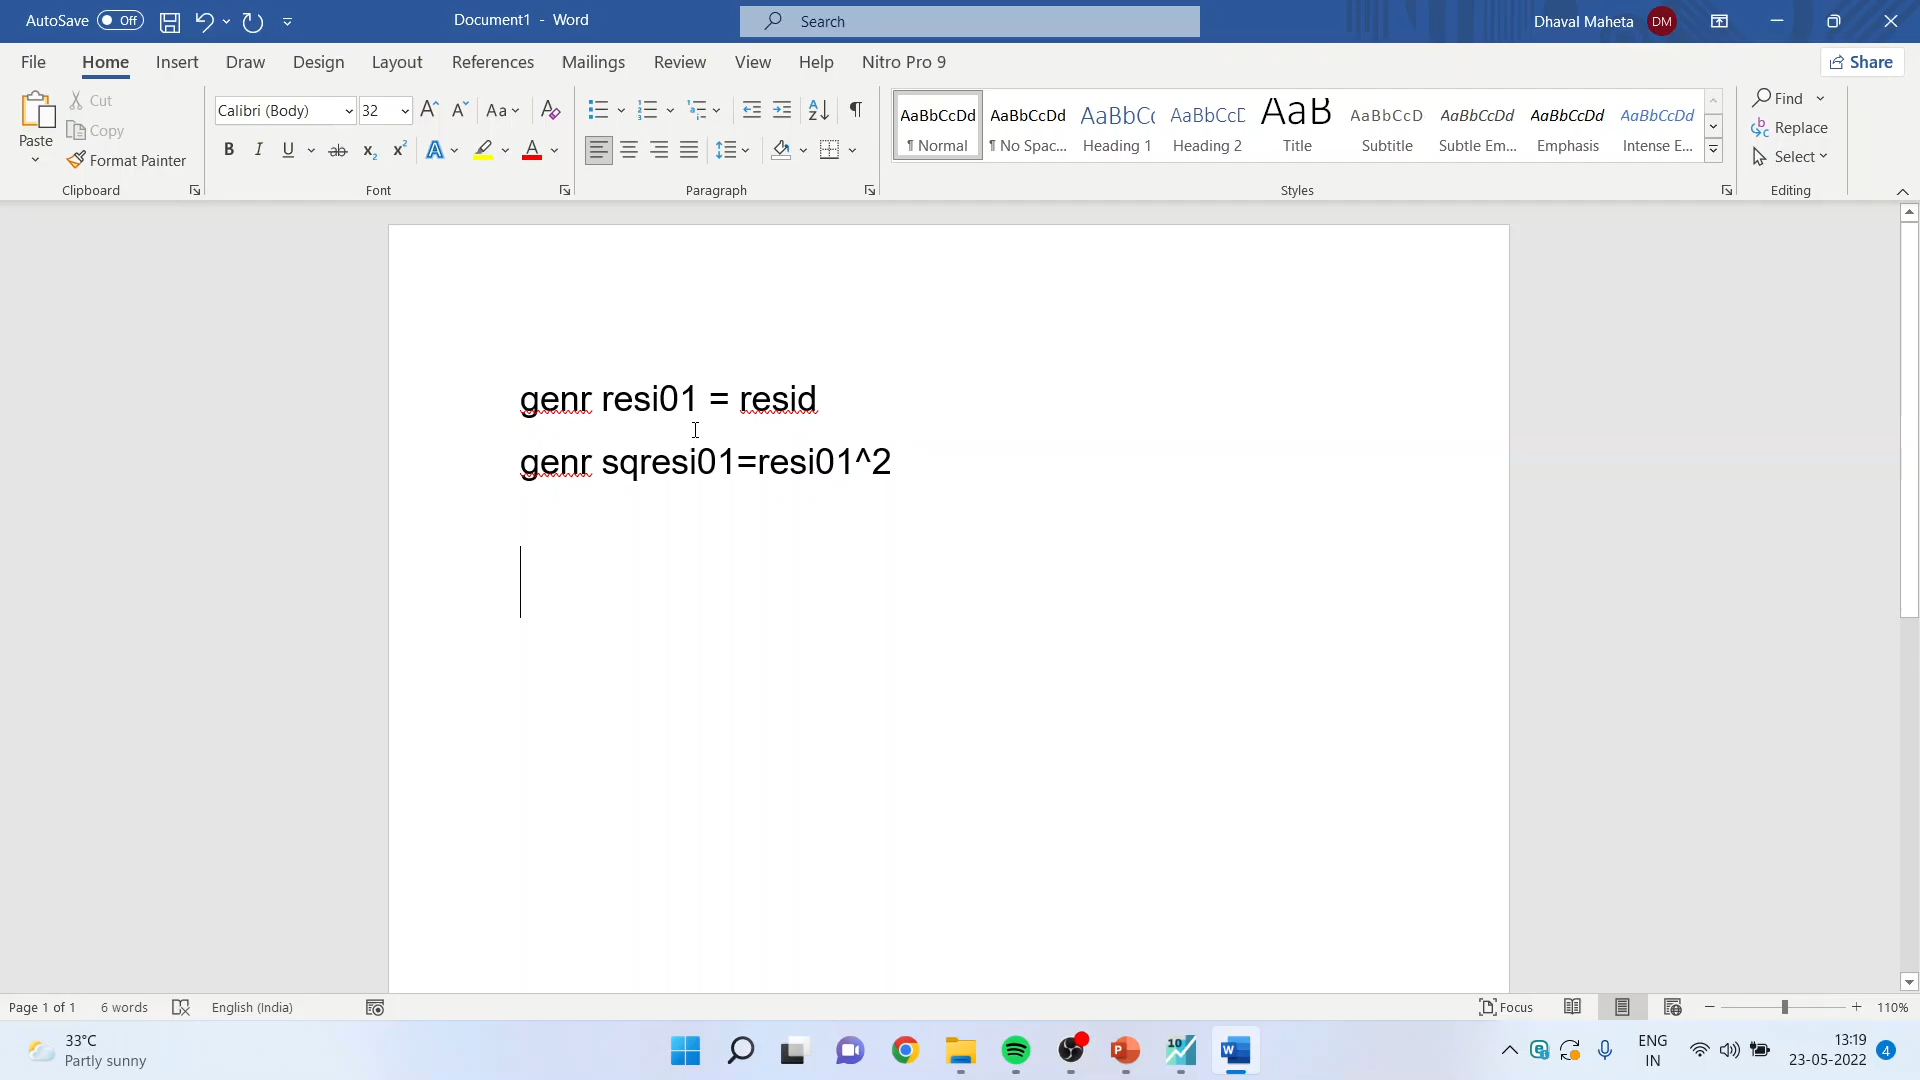 AutoSave Off
Document1 - Word
Search
Dhaval Maheta DM
File Home Insert Draw Design Layout References Mailings Review View Help Nitro Pro 9
Share
Paste
Cut
Copy
Format Painter
Clipboard
Calibri (Body) 32
Font
Paragraph
AaBbCcDd AaBbCcDd AaBbCc AaBbCcD AaB AaBbCcD AaBbCcDd AaBbCcDd AaBbCcDd
¶ Normal ¶ No Spac... Heading 1 Heading 2 Title Subtitle Subtle Em... Emphasis Intense E...
Styles
Find
Replace
Select
Editing
genr resi01 = resid
genr sqresi01=resi01^2
Page 1 of 1 6 words English (India)
Focus
110%
33°C
Partly sunny
ENG
IN
13:19
23-05-2022
4